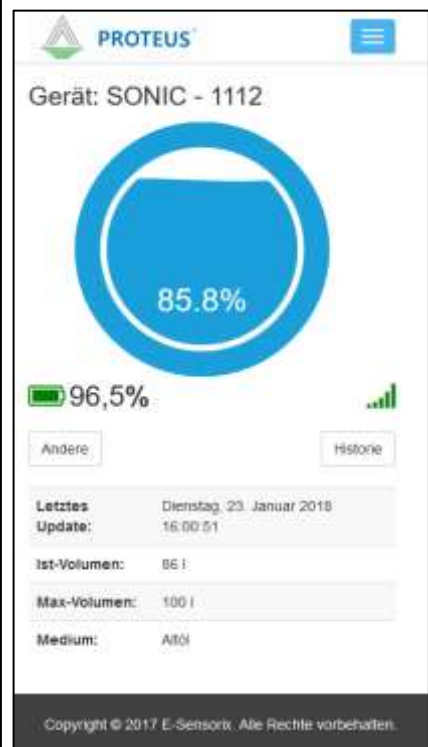 PROTEUS
Gerät: SONIC - 1112
85.8%
96,5%
Andere
Historie
Letztes Update:
Dienstag, 23. Januar 2018
16:00:51
Ist-Volumen:
86 l
Max-Volumen:
100 l
Medium:
Altöl
Copyright © 2017 E-Sensorix. Alle Rechte vorbehalten.